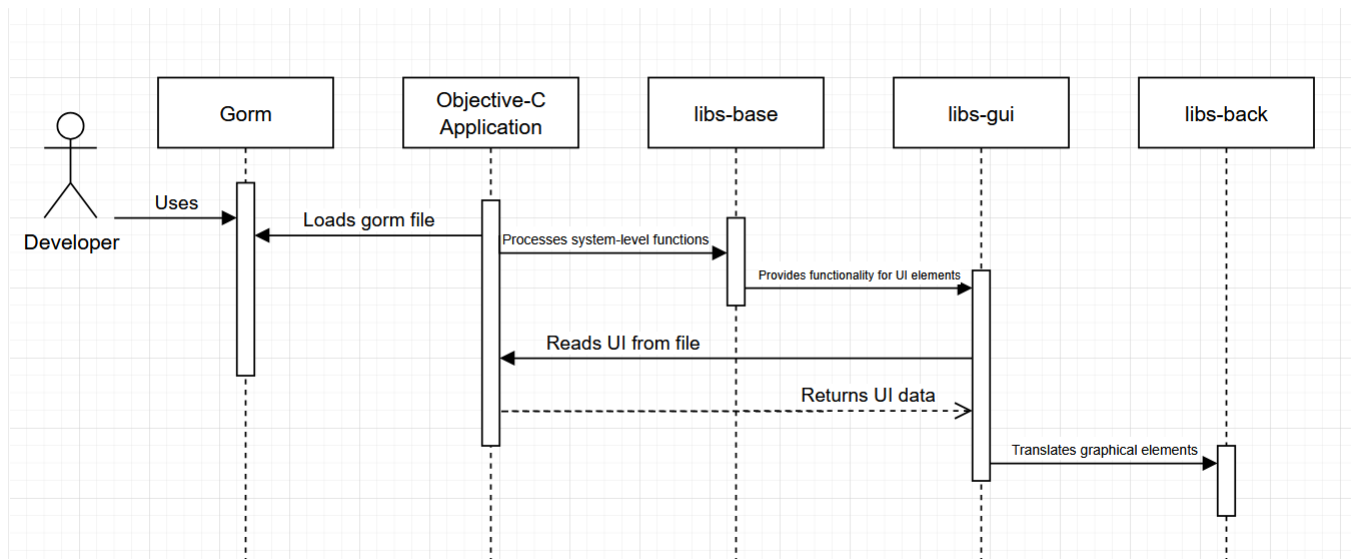 Gorm
Objective-C
Application
libs-base
libs-gui
libs-back
Developer
Uses
Loads gorm file
Processes system-level functions
Provides functionality for UI elements
Reads UI from file
Returns UI data
Translates graphical elements